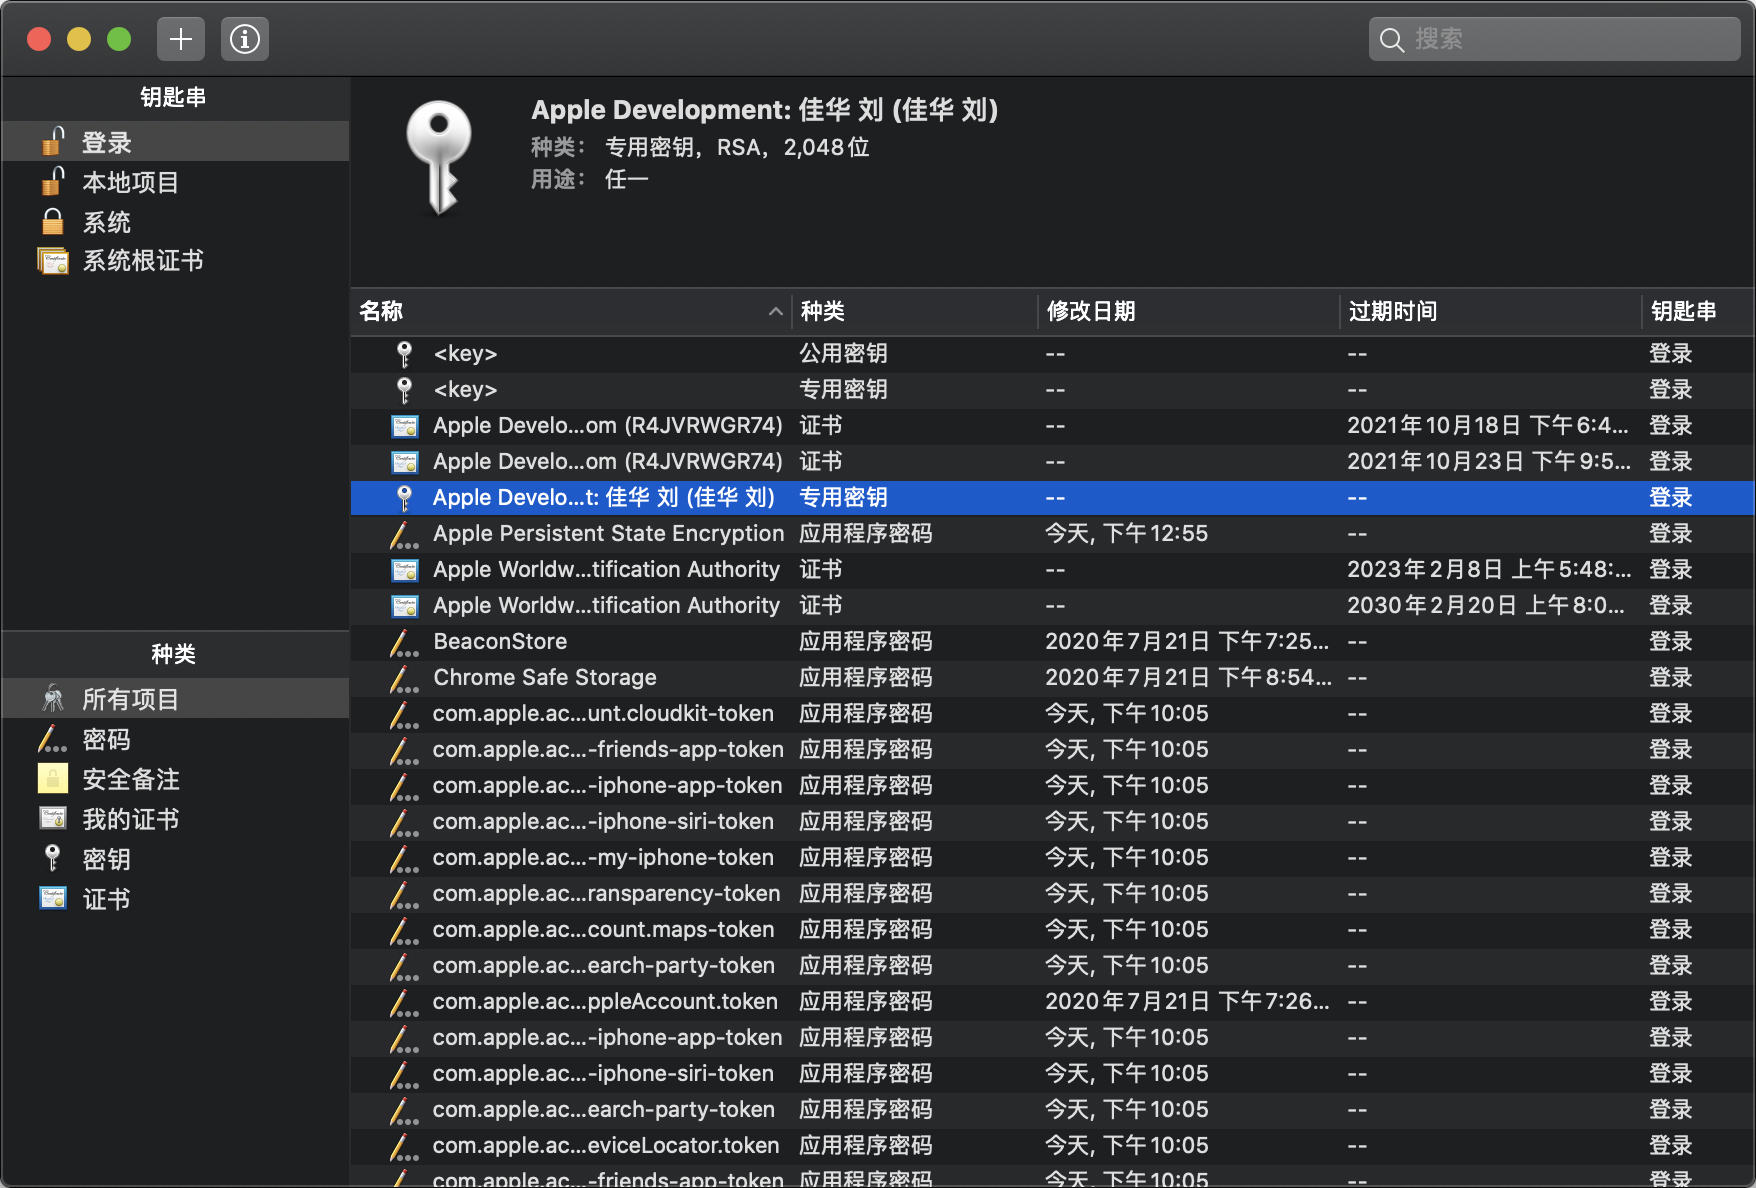 搜索
钥匙串
登录
本地项目
系统
系统根证书
种类
所有项目
密码
安全备注
我的证书
密钥
证书
Apple Development: 佳华 刘 (佳华 刘)
种类： 专用密钥，RSA，2,048位
用途： 任一
名称 种类 修改日期 过期时间 钥匙串
<key> 公用密钥 -- -- 登录
<key> 专用密钥 -- -- 登录
Apple Develo...om (R4JVRWGR74) 证书 -- 2021年10月18日 下午6:4... 登录
Apple Develo...om (R4JVRWGR74) 证书 -- 2021年10月23日 下午9:5... 登录
Apple Develo...t: 佳华 刘 (佳华 刘) 专用密钥 -- -- 登录
Apple Persistent State Encryption 应用程序密码 今天, 下午12:55 -- 登录
Apple Worldw...tification Authority 证书 -- 2023年2月8日 上午5:48:... 登录
Apple Worldw...tification Authority 证书 -- 2030年2月20日 上午8:0... 登录
BeaconStore 应用程序密码 2020年7月21日 下午7:25... -- 登录
Chrome Safe Storage 应用程序密码 2020年7月21日 下午8:54... -- 登录
com.apple.ac...unt.cloudkit-token 应用程序密码 今天, 下午10:05 -- 登录
com.apple.ac...-friends-app-token 应用程序密码 今天, 下午10:05 -- 登录
com.apple.ac...-iphone-app-token 应用程序密码 今天, 下午10:05 -- 登录
com.apple.ac...-iphone-siri-token 应用程序密码 今天, 下午10:05 -- 登录
com.apple.ac...-my-iphone-token 应用程序密码 今天, 下午10:05 -- 登录
com.apple.ac...ransparency-token 应用程序密码 今天, 下午10:05 -- 登录
com.apple.ac...count.maps-token 应用程序密码 今天, 下午10:05 -- 登录
com.apple.ac...earch-party-token 应用程序密码 今天, 下午10:05 -- 登录
com.apple.ac...ppleAccount.token 应用程序密码 2020年7月21日 下午7:26... -- 登录
com.apple.ac...-iphone-app-token 应用程序密码 今天, 下午10:05 -- 登录
com.apple.ac...-iphone-siri-token 应用程序密码 今天, 下午10:05 -- 登录
com.apple.ac...earch-party-token 应用程序密码 今天, 下午10:05 -- 登录
com.apple.ac...eviceLocator.token 应用程序密码 今天, 下午10:05 -- 登录
com.apple.ac...-friends-app-token 应用程序密码 今天, 下午10:05 -- 登录